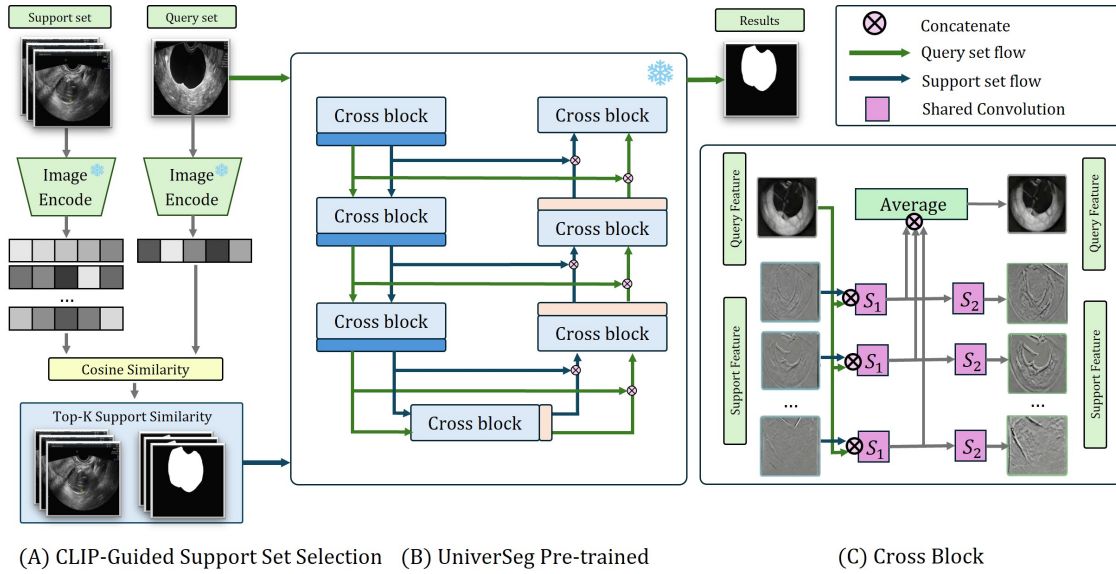 Support set
Query set
Image
Encode
Image
Encode
...
Cosine Similarity
Top-K Support Similarity
(A) CLIP-Guided Support Set Selection
Cross block
Cross block
Cross block
Cross block
Cross block
Cross block
Cross block
(B) UniverSeg Pre-trained
Results
Concatenate
Query set flow
Support set flow
Shared Convolution
Query Feature
Support Feature
Average
S1
S2
S1
S2
...
...
S1
S2
Query Feature
Support Feature
(C) Cross Block